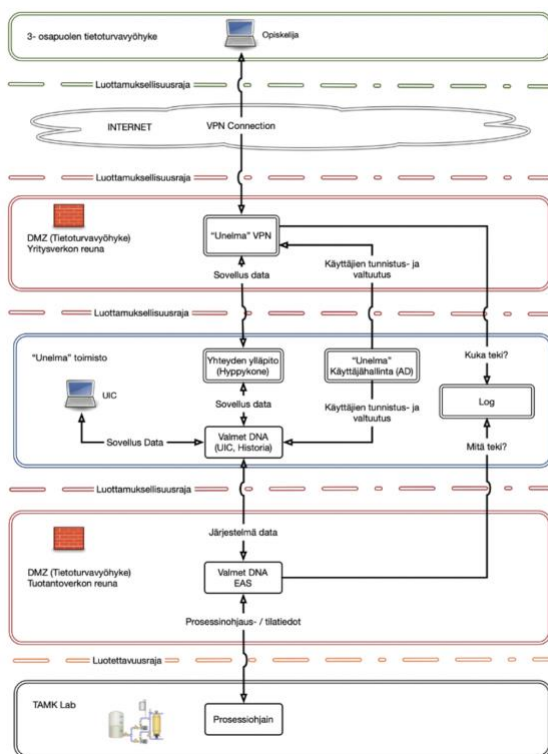 3- osapuolen tietoturvavyöhyke
Opiskelija
Luottamuksellisuusraja
INTERNET
VPN Connection
Luottamuksellisuusraja
DMZ (Tietoturvavyöhyke)
Yritysverkon reuna
"Unelma" VPN
Sovellus data
Käyttäjien tunnistus- ja
valtuutus
Luottamuksellisuusraja
"Unelma" toimisto
UIC
Yhteyden ylläpito
(Hyppykone)
"Unelma"
Käyttäjähallinta (AD)
Kuka teki?
Log
Sovellus data
Käyttäjien tunnistus- ja
valtuutus
Mitä teki?
Sovellus Data
Valmet DNA
(UIC, Historia)
Luottamuksellisuusraja
Järjestelmä data
DMZ (Tietoturvavyöhyke)
Tuotantoverkon reuna
Valmet DNA
EAS
Prosessinohjaus- / tilatiedot
Luotettavuusraja
TAMK Lab
Prosessiohjain